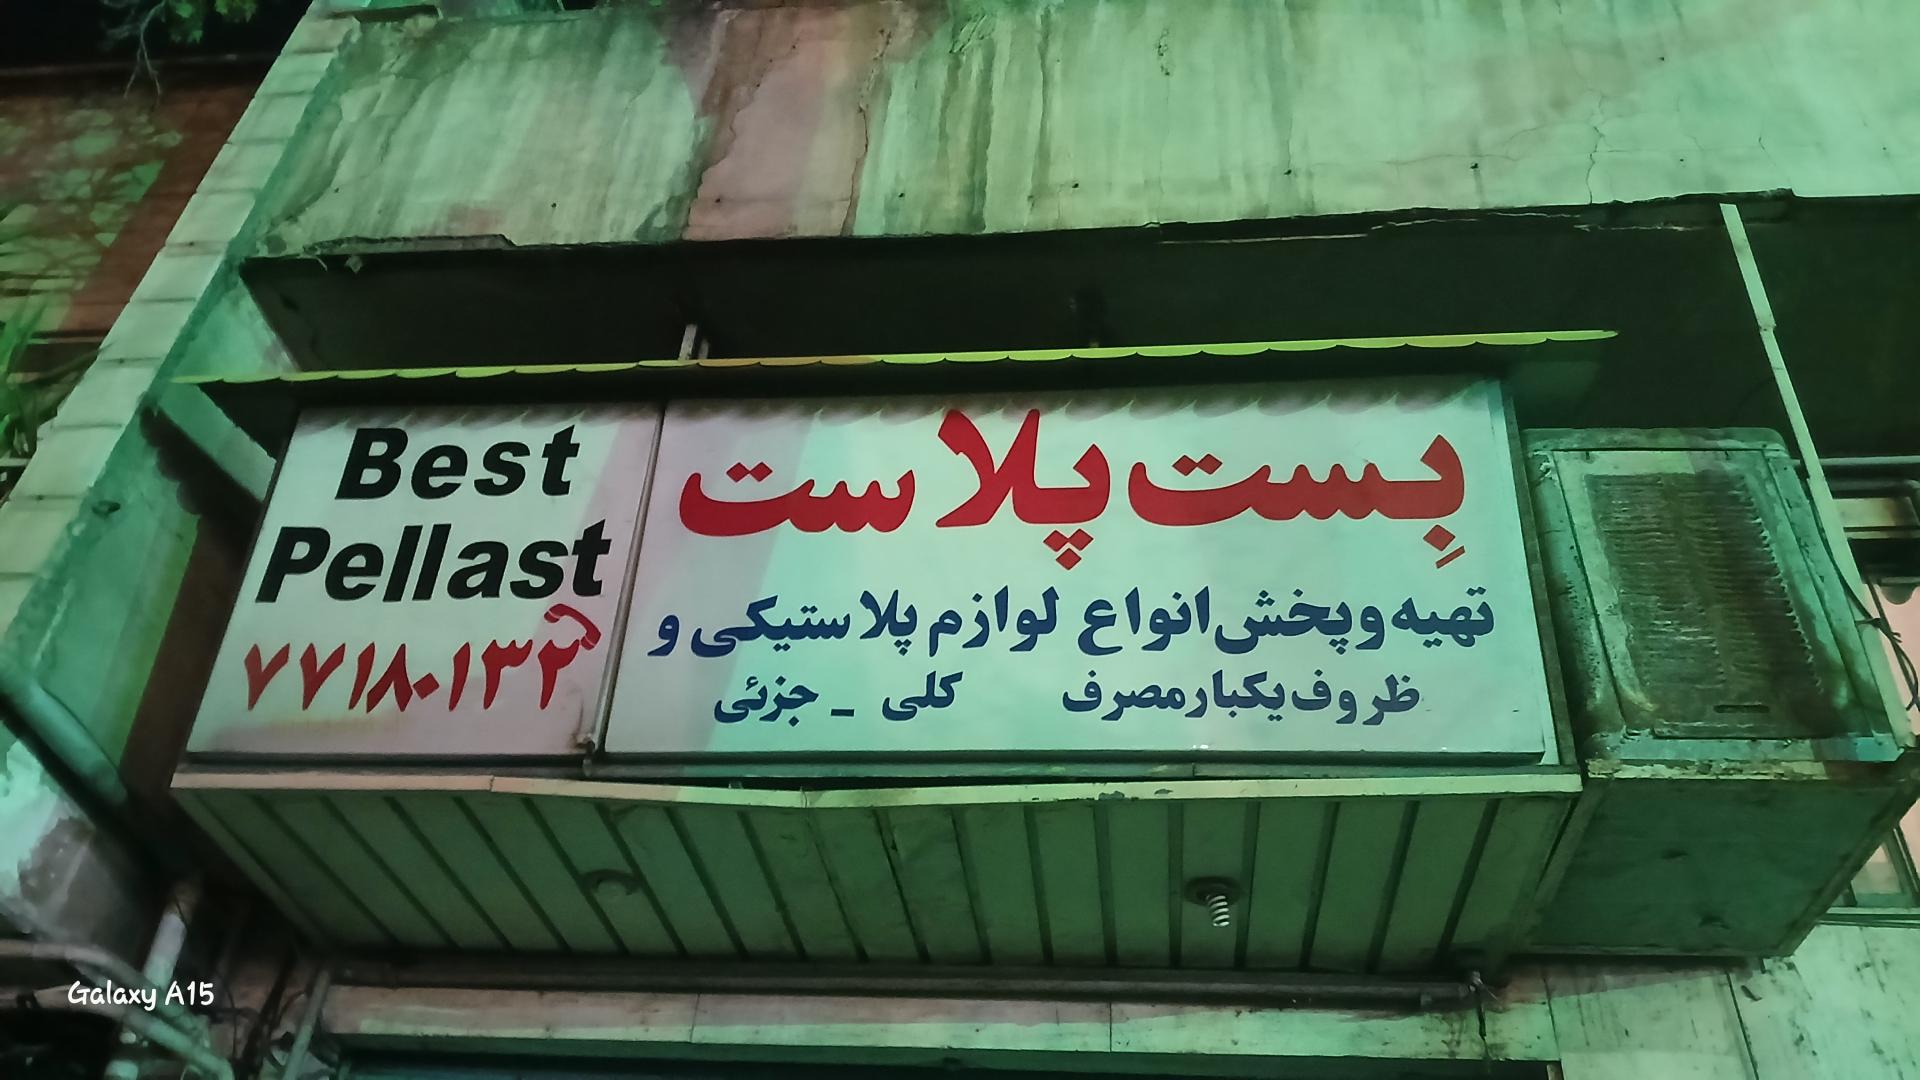 بِست پلاست
تهیه و پخش انواع لوازم پلاستیکی و
ظروف یکبار مصرف کلی _ جزئی
Best
Pellast
۷۷۱۸۰۱۳۲
Galaxy A15